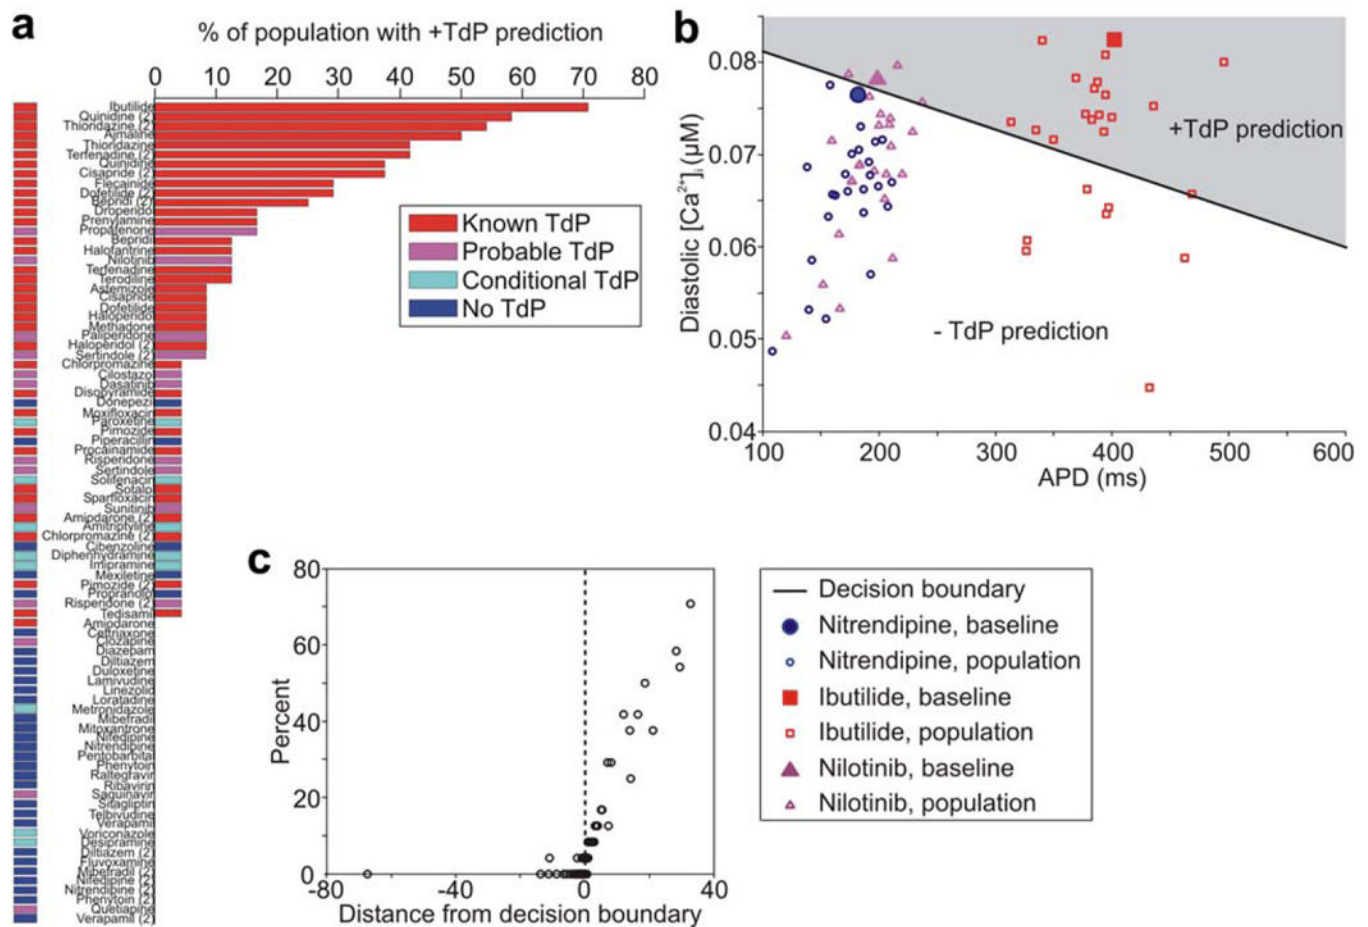 a
% of population with +TdP prediction
0 10 20 30 40 50 60 70 80
Ibutilide
Quinidine (2)
Thioridazine (2)
Ajmaline
Thioridazine
Terfenadine (2)
Quinidine
Cisapride (2)
Flecainide
Dofetilide (2)
Bepridi (2)
Droperido
Prenylamine
Propafenone
Bepridi
Halofantrine
Nilotinib
Terfenadine
Terodiline
Astemizole
Cisapride
Dofetilide
Haloperidol
Methadone
Paliperidone
Haloperidol (2)
Sertindole (2)
Chlorpromazine
Cilostazo
Dasatinib
Disopyramide
Donepezi
Moxifloxacin
Paroxetine
Pimozide
Piperacillin
Procainamide
Risperidone
Sertindole
Solifenacin
Sotalo
Sparfloxacin
Sunitinib
Amiodarone (2)
Amitriptyline
Chlorpromazine (2)
Cibenzoline
Diphenhydramine
Imipramine
Mexiletine
Pimozide (2)
Proprandlo
Risperidone (2)
Tedisami
Amiodarone
Ceftriaxone
Clozapine
Diazepam
Diltiazem
Duloxetine
Lamivudine
Linezolid
Loratadine
Metronidazole
Mibefradil
Mitoxantrone
Nifedipine
Nitrendipine
Pentobarbital
Phenytoin
Raltegravir
Ribavirin
Saquinavir
Sitagliptin
Telbivudine
Verapamil
Voriconazole
Desipramine
Diltiazem (2)
Fluvoxamine
Mibefradil (2)
Nifedipine (2)
Nitrendipine (2)
Phenytoin (2)
Quetiapine
Verapamil (2)
Known TdP
Probable TdP
Conditional TdP
No TdP
b
Diastolic [Ca²⁺]ᵢ (µM)
0.08
0.07
0.06
0.05
0.04
+TdP prediction
- TdP prediction
100 200 300 400 500 600
APD (ms)
c
Percent
80
60
40
20
0
-80 -40 0 40
Distance from decision boundary
Decision boundary
Nitrendipine, baseline
Nitrendipine, population
Ibutilide, baseline
Ibutilide, population
Nilotinib, baseline
Nilotinib, population